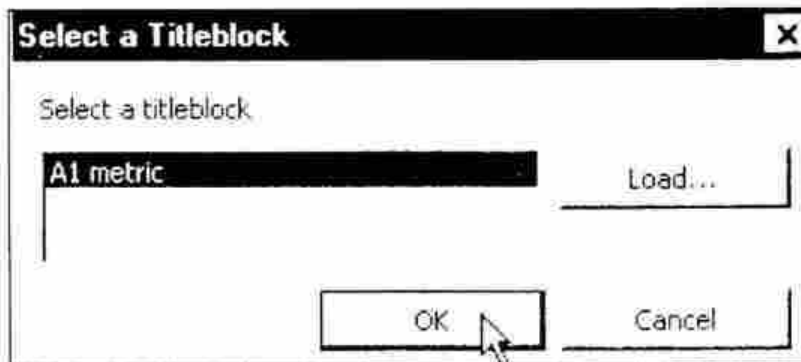 Select a Titleblock
Select a titleblock
A1 metric
Load...
OK
Cancel